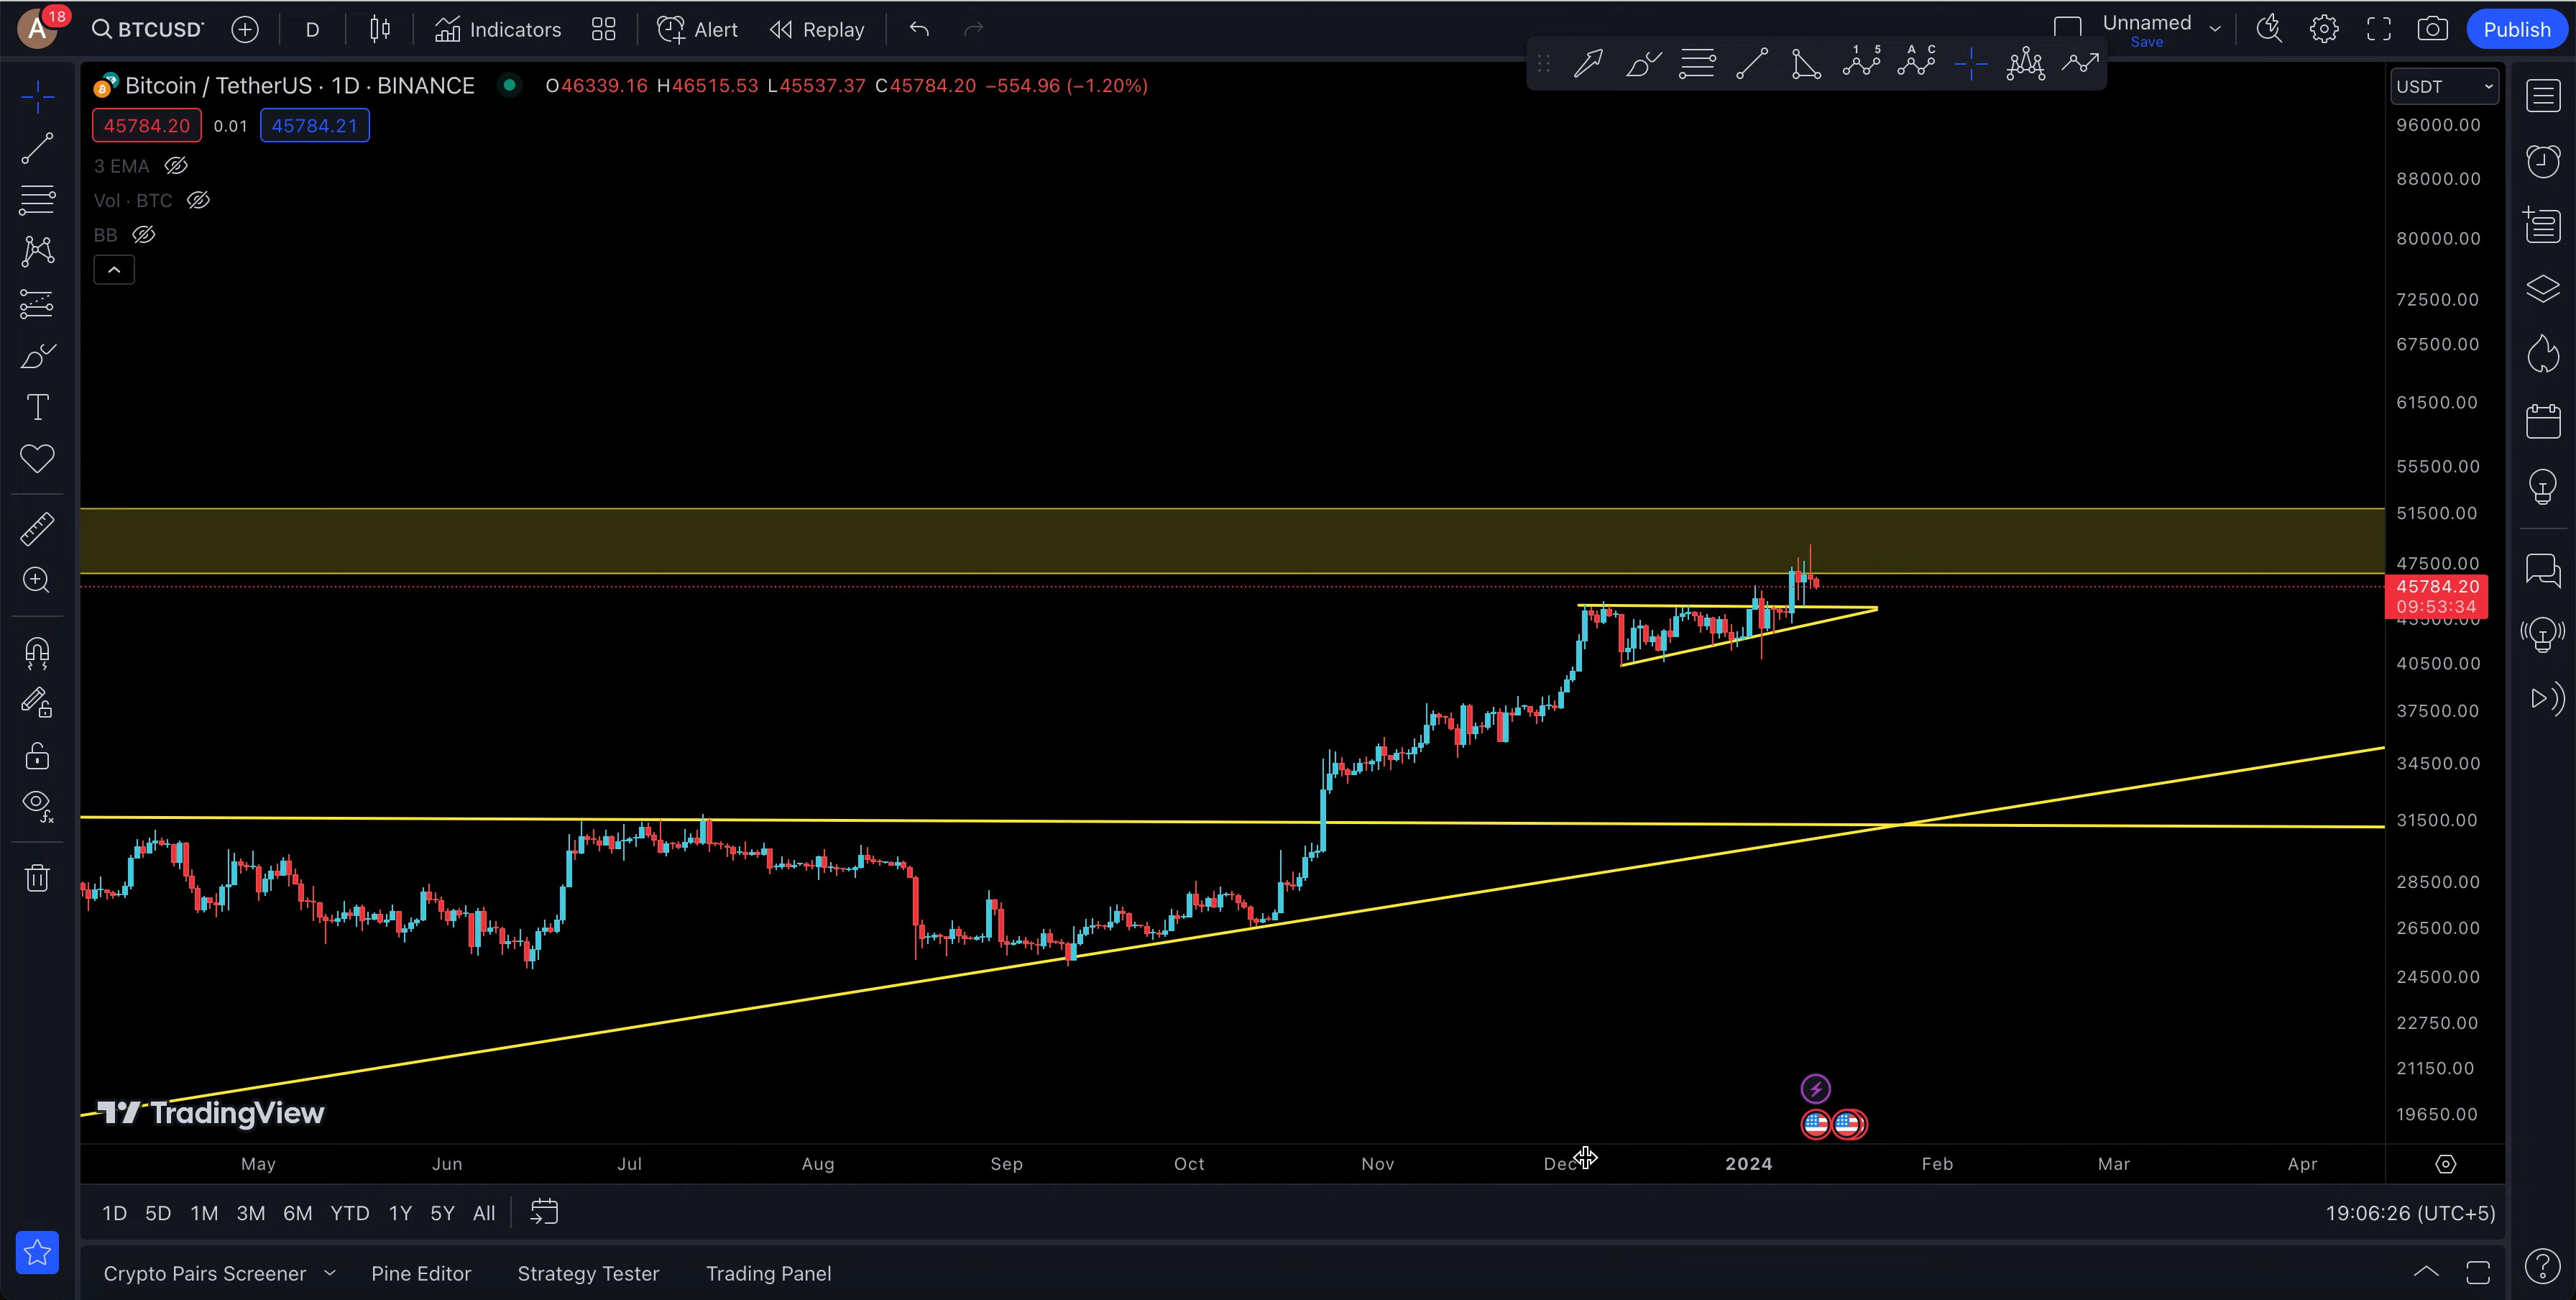 A 18 BTCUSD D Indicators Alert Replay Unnamed Save Publish
1 5 A C
Bitcoin / TetherUS · 1D · BINANCE O46339.16 H46515.53 L45537.37 C45784.20 −554.96 (−1.20%)
45784.20 0.01 45784.21
3 EMA
Vol · BTC
BB
USDT
96000.00
88000.00
80000.00
72500.00
67500.00
61500.00
55500.00
51500.00
47500.00
45784.20
09:53:34
40500.00
37500.00
34500.00
31500.00
28500.00
26500.00
24500.00
22750.00
21150.00
19650.00
TradingView
May Jun Jul Aug Sep Oct Nov Dec 2024 Feb Mar Apr
1D 5D 1M 3M 6M YTD 1Y 5Y All 19:06:26 (UTC+5)
Crypto Pairs Screener Pine Editor Strategy Tester Trading Panel